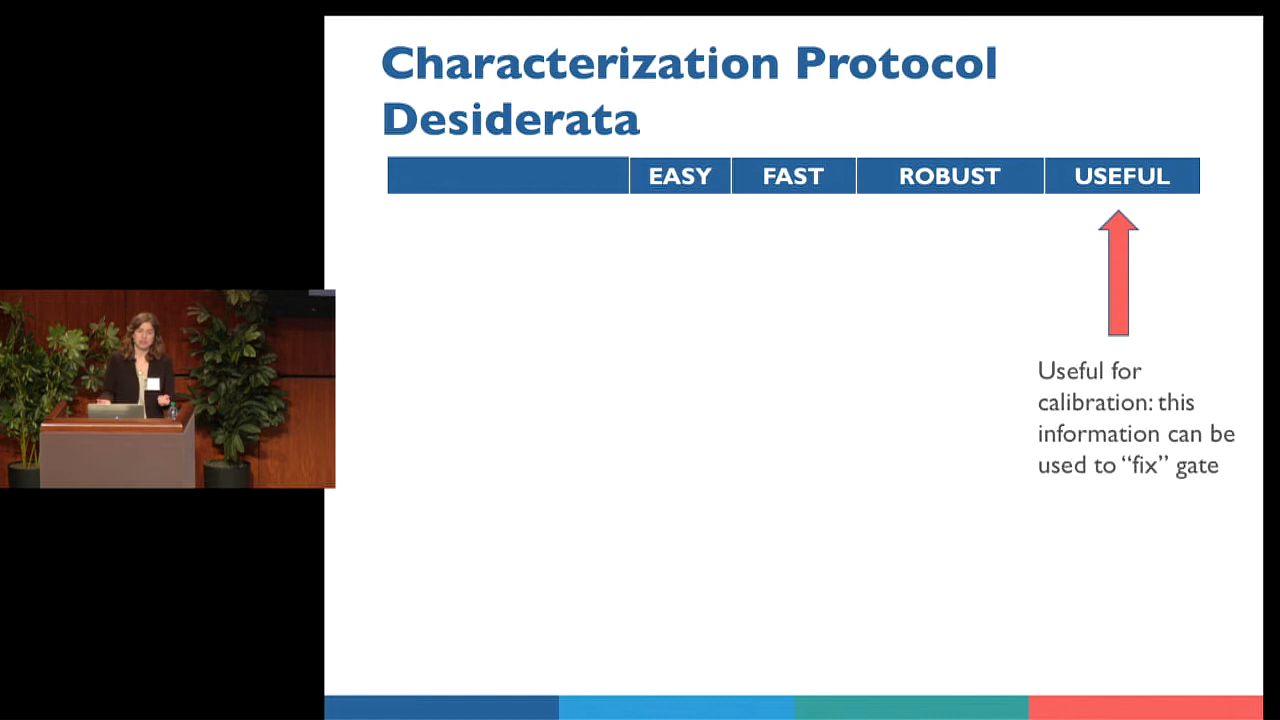 Characterization Protocol
Desiderata
EASY FAST ROBUST USEFUL
Useful for
calibration: this
information can be
used to “fix” gate